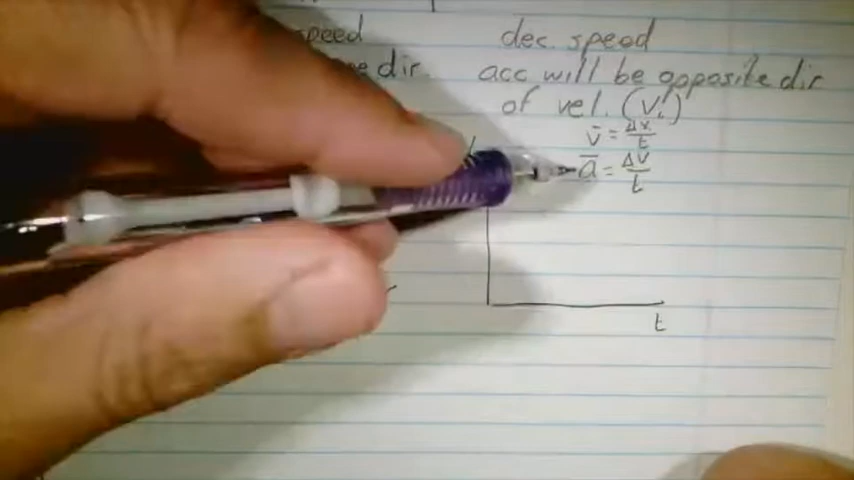 speed
dir.
dec. speed
acc will be opposite dir
of vel. (V!)
v̄ = Δx/t
ā = Δv/t
t